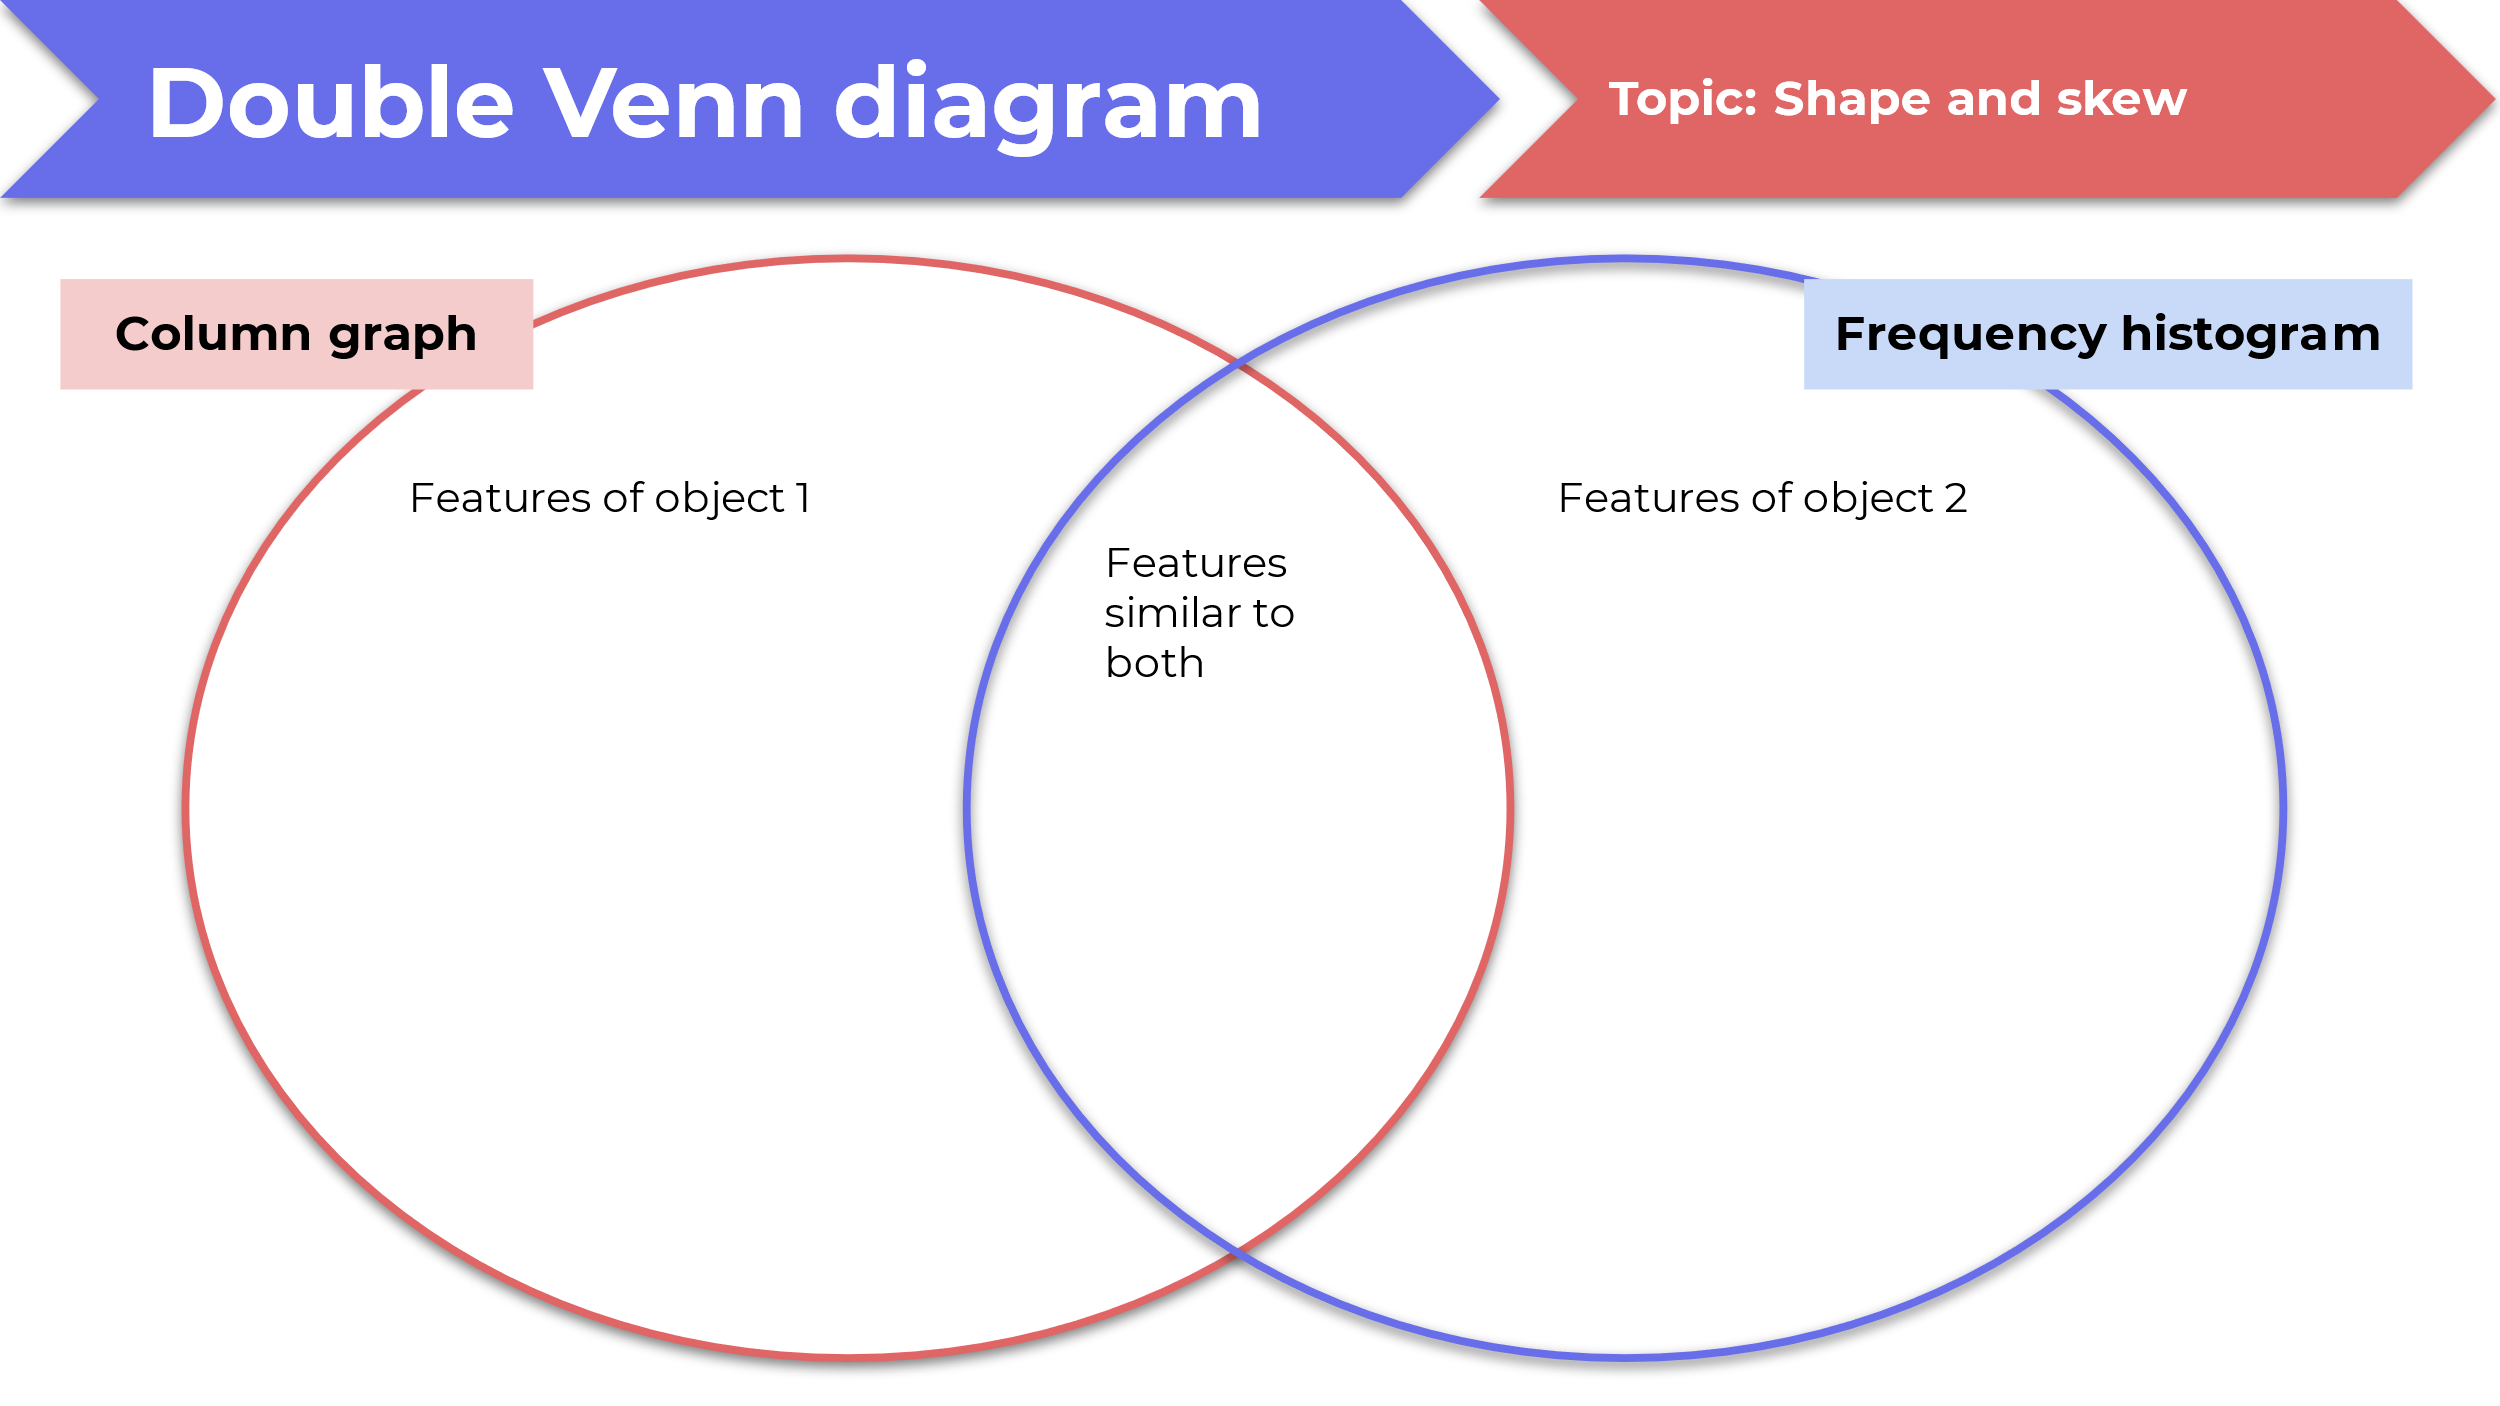 Double Venn diagram
Topic: Shape and skew
Column graph
Frequency histogram
Features of object 1
Features
similar to
both
Features of object 2